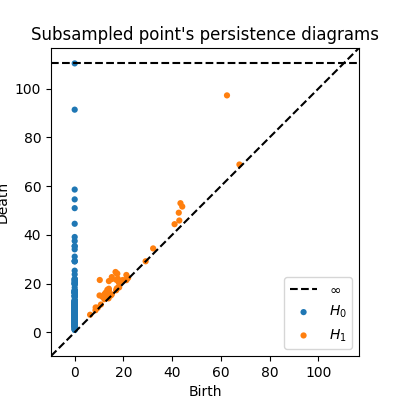 Subsampled point's persistence diagrams
100
80
60
40
20
0
Death
0 20 40 60 80 100
Birth
∞
H₀
H₁